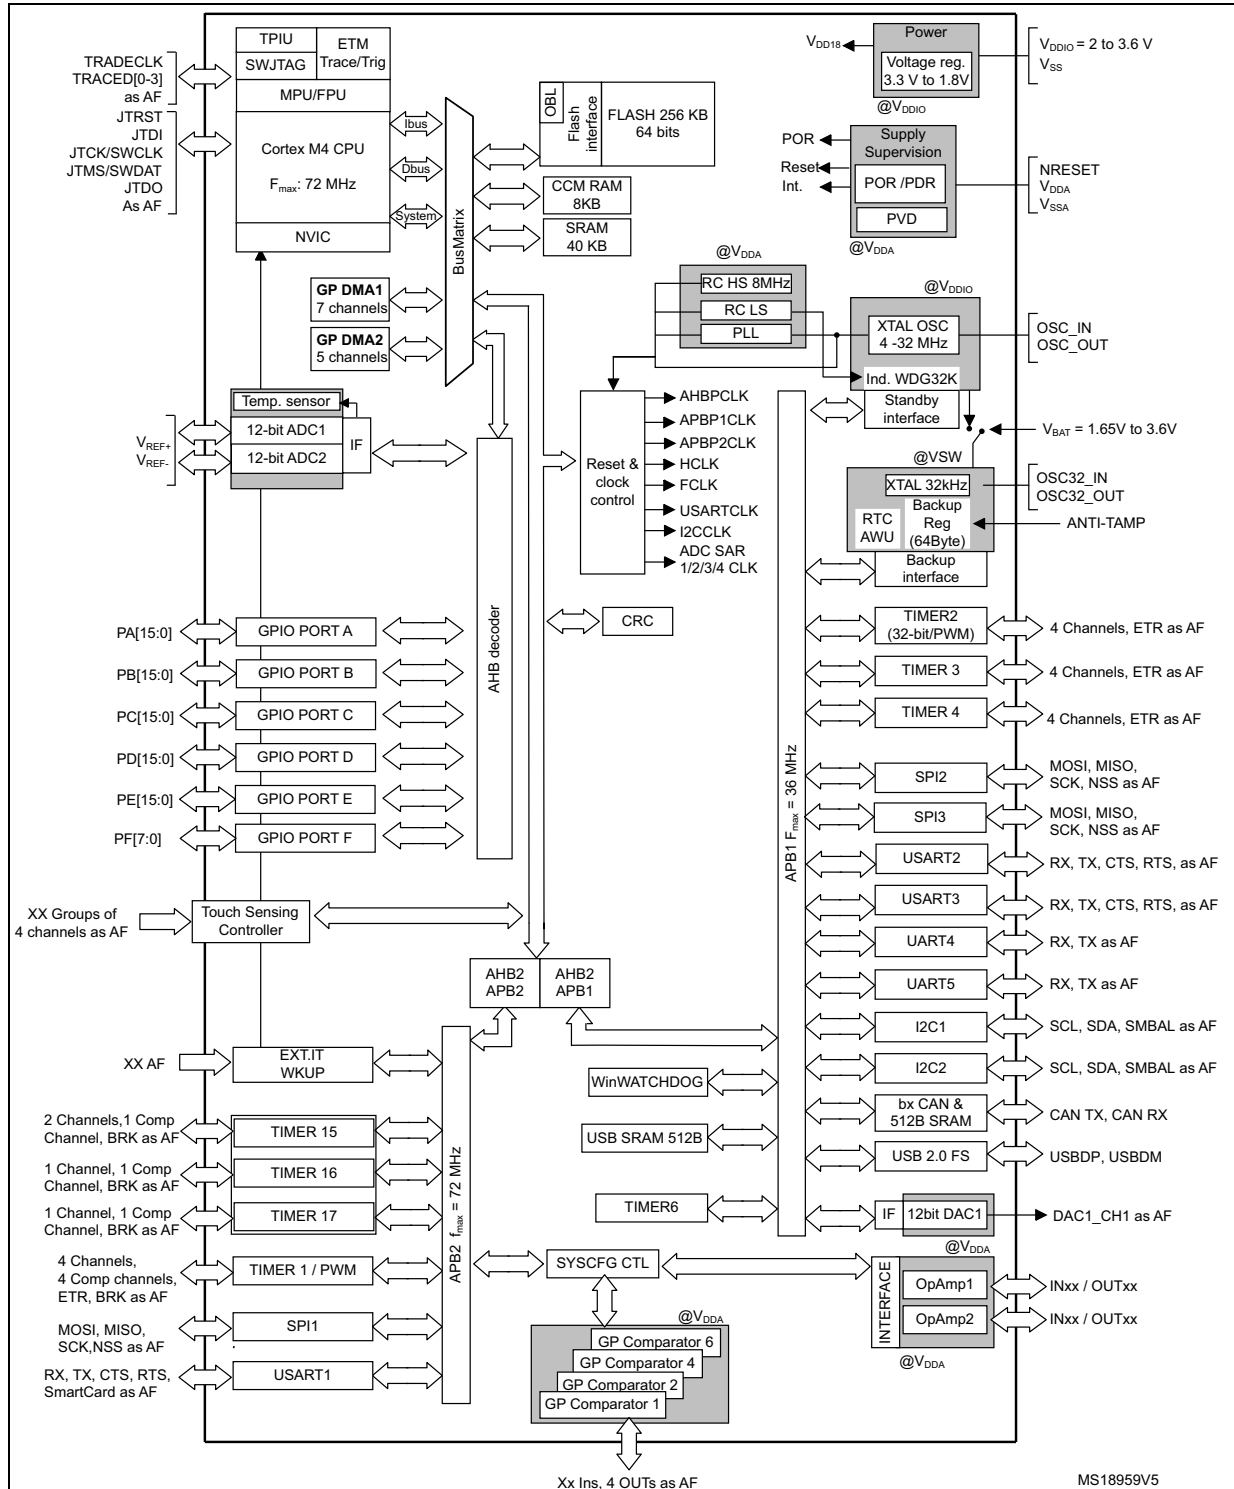 TPIU
SWJTAG
ETM
Trace/Trig
MPU/FPU
Cortex M4 CPU
Fmax: 72 MHz
NVIC
TRADECLK
TRACED[0-3]
as AF
JTRST
JTDI
JTCK/SWCLK
JTMS/SWDAT
JTDO
As AF
Ibus
Dbus
System
BusMatrix
OBL
Flash
interface
FLASH 256 KB
64 bits
CCM RAM
8KB
SRAM
40 KB
GP DMA1
7 channels
GP DMA2
5 channels
VDD18
Power
Voltage reg.
3.3 V to 1.8V
@VDDIO
VDDIO = 2 to 3.6 V
VSS
POR
Reset
Int.
Supply
Supervision
POR /PDR
PVD
@VDDA
NRESET
VDDA
VSSA
@VDDA
RC HS 8MHz
RC LS
PLL
@VDDIO
XTAL OSC
4 -32 MHz
Ind. WDG32K
Standby
interface
OSC_IN
OSC_OUT
VBAT = 1.65V to 3.6V
@VSW
XTAL 32kHz
RTC
AWU
Backup
Reg
(64Byte)
Backup
interface
OSC32_IN
OSC32_OUT
ANTI-TAMP
Reset &
clock
control
AHBPCLK
APBP1CLK
APBP2CLK
HCLK
FCLK
USARTCLK
I2CCLK
ADC SAR
1/2/3/4 CLK
Temp. sensor
12-bit ADC1
12-bit ADC2
IF
VREF+
VREF-
AHB decoder
CRC
PA[15:0]
GPIO PORT A
PB[15:0]
GPIO PORT B
PC[15:0]
GPIO PORT C
PD[15:0]
GPIO PORT D
PE[15:0]
GPIO PORT E
PF[7:0]
GPIO PORT F
XX Groups of
4 channels as AF
Touch Sensing
Controller
AHB2
APB2
AHB2
APB1
XX AF
EXT.IT
WKUP
2 Channels,1 Comp
Channel, BRK as AF
TIMER 15
1 Channel, 1 Comp
Channel, BRK as AF
TIMER 16
1 Channel, 1 Comp
Channel, BRK as AF
TIMER 17
4 Channels,
4 Comp channels,
ETR, BRK as AF
TIMER 1 / PWM
MOSI, MISO,
SCK,NSS as AF
SPI1
RX, TX, CTS, RTS,
SmartCard as AF
USART1
APB2 fmax = 72 MHz
WinWATCHDOG
USB SRAM 512B
TIMER6
SYSCFG CTL
@VDDA
GP Comparator 6
GP Comparator 4
GP Comparator 2
GP Comparator 1
Xx Ins, 4 OUTs as AF
APB1 Fmax = 36 MHz
TIMER2
(32-bit/PWM)
4 Channels, ETR as AF
TIMER 3
4 Channels, ETR as AF
TIMER 4
4 Channels, ETR as AF
SPI2
MOSI, MISO,
SCK, NSS as AF
SPI3
MOSI, MISO,
SCK, NSS as AF
USART2
RX, TX, CTS, RTS, as AF
USART3
RX, TX, CTS, RTS, as AF
UART4
RX, TX as AF
UART5
RX, TX as AF
I2C1
SCL, SDA, SMBAL as AF
I2C2
SCL, SDA, SMBAL as AF
bx CAN &
512B SRAM
CAN TX, CAN RX
USB 2.0 FS
USBDP, USBDM
IF
12bit DAC1
DAC1_CH1 as AF
@VDDA
INTERFACE
OpAmp1
INxx / OUTxx
OpAmp2
INxx / OUTxx
@VDDA
MS18959V5